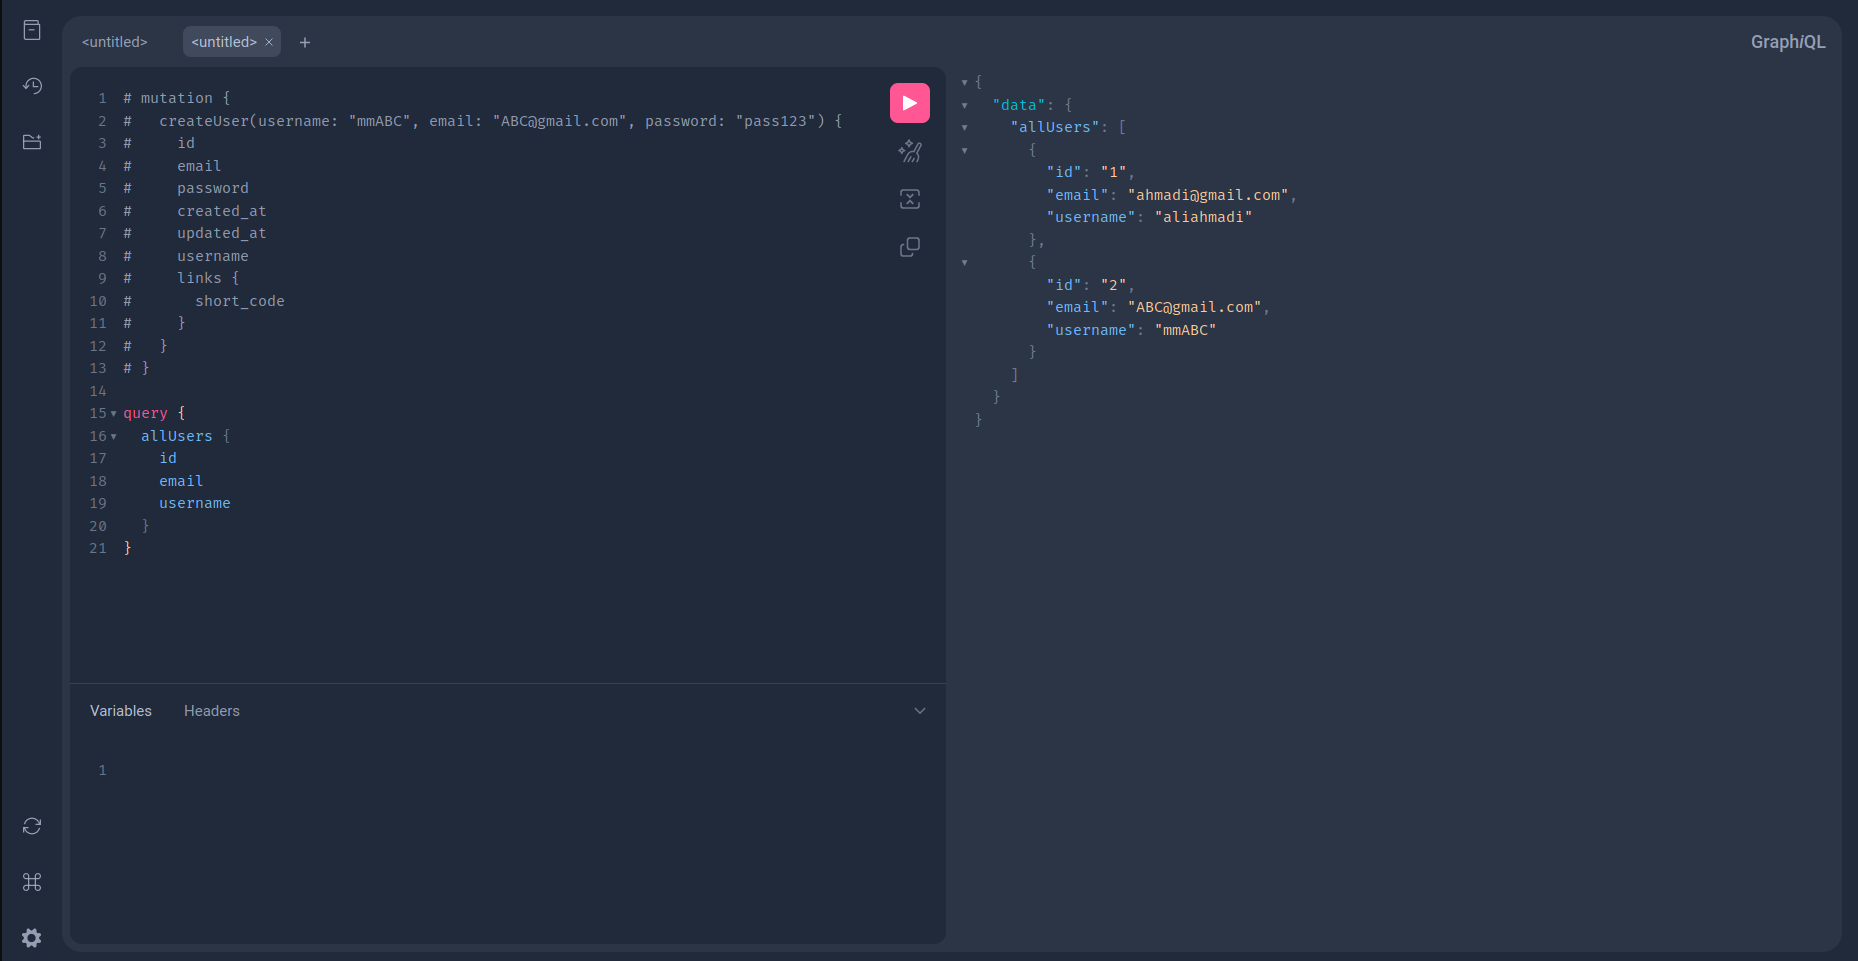 <untitled>
<untitled> ×
+
GraphiQL
1 # mutation {
2 #   createUser(username: "mmABC", email: "ABC@gmail.com", password: "pass123") {
3 #     id
4 #     email
5 #     password
6 #     created_at
7 #     updated_at
8 #     username
9 #     links {
10 #       short_code
11 #     }
12 #   }
13 # }
14
15 query {
16   allUsers {
17     id
18     email
19     username
20   }
21 }
Variables Headers
1
{
  "data": {
    "allUsers": [
      {
        "id": "1",
        "email": "ahmadi@gmail.com",
        "username": "aliahmadi"
      },
      {
        "id": "2",
        "email": "ABC@gmail.com",
        "username": "mmABC"
      }
    ]
  }
}